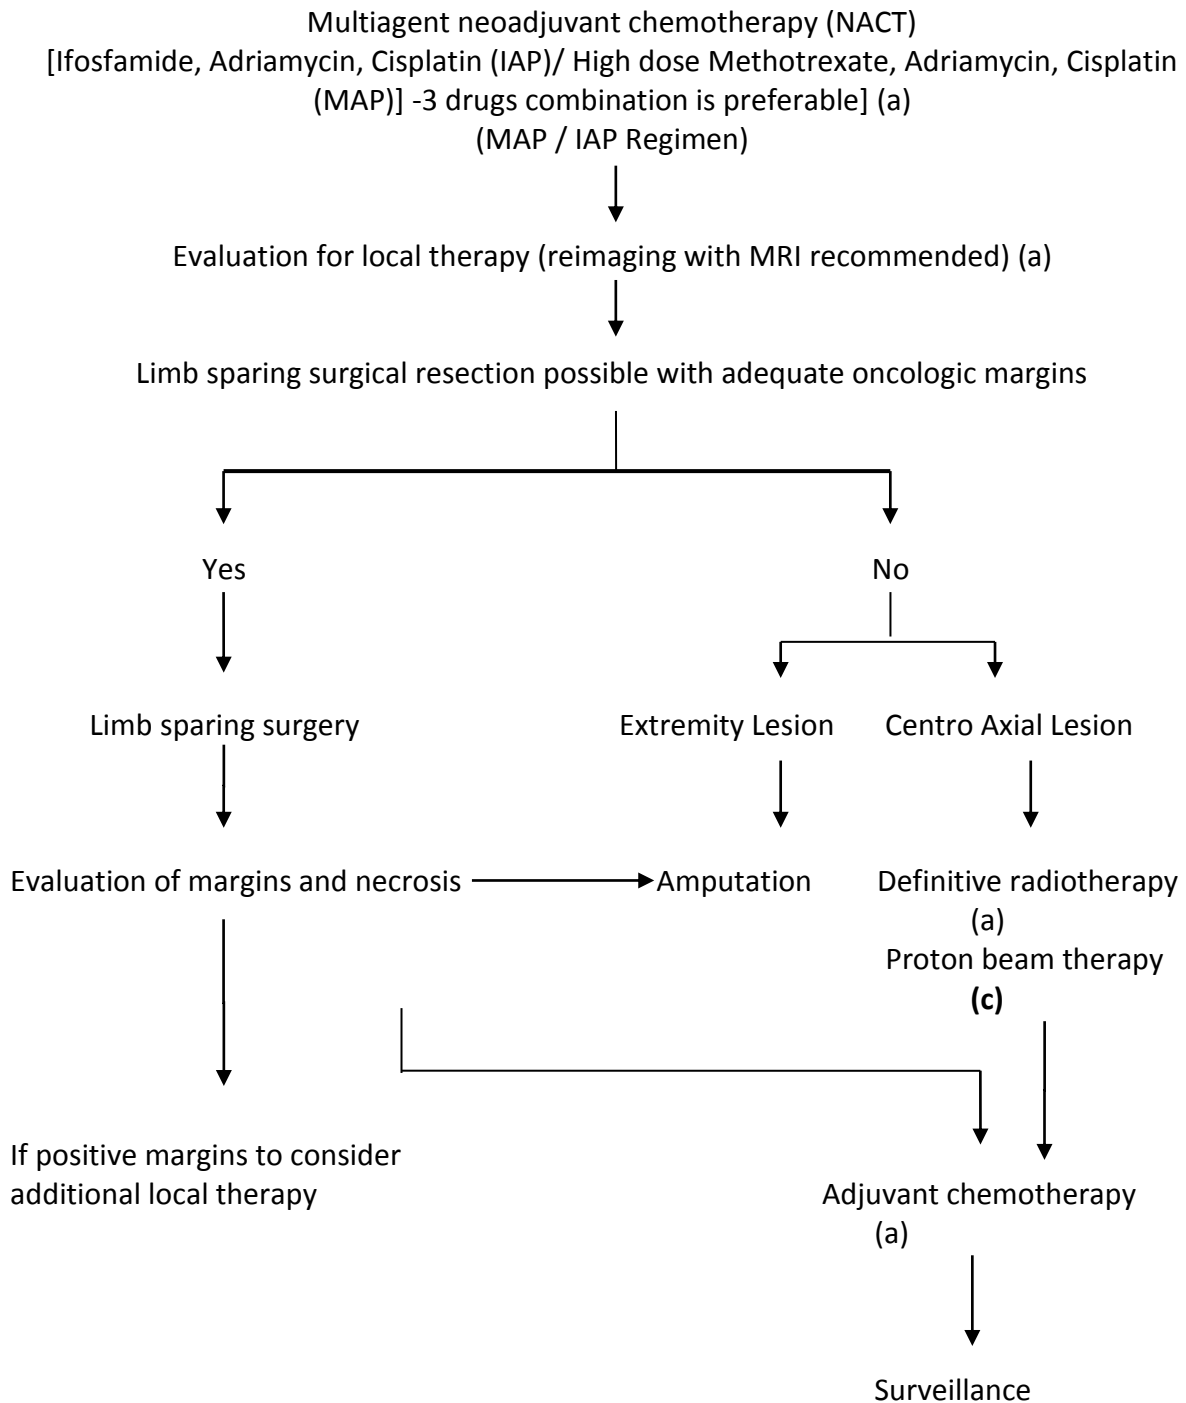 Multiagent neoadjuvant chemotherapy (NACT)
[Ifosfamide, Adriamycin, Cisplatin (IAP)/ High dose Methotrexate, Adriamycin, Cisplatin
(MAP)] -3 drugs combination is preferable] (a)
(MAP / IAP Regimen)
Evaluation for local therapy (reimaging with MRI recommended) (a)
Limb sparing surgical resection possible with adequate oncologic margins
Yes
No
Limb sparing surgery
Extremity Lesion
Centro Axial Lesion
Evaluation of margins and necrosis
Amputation
Definitive radiotherapy
(a)
Proton beam therapy
(c)
If positive margins to consider
additional local therapy
Adjuvant chemotherapy
(a)
Surveillance